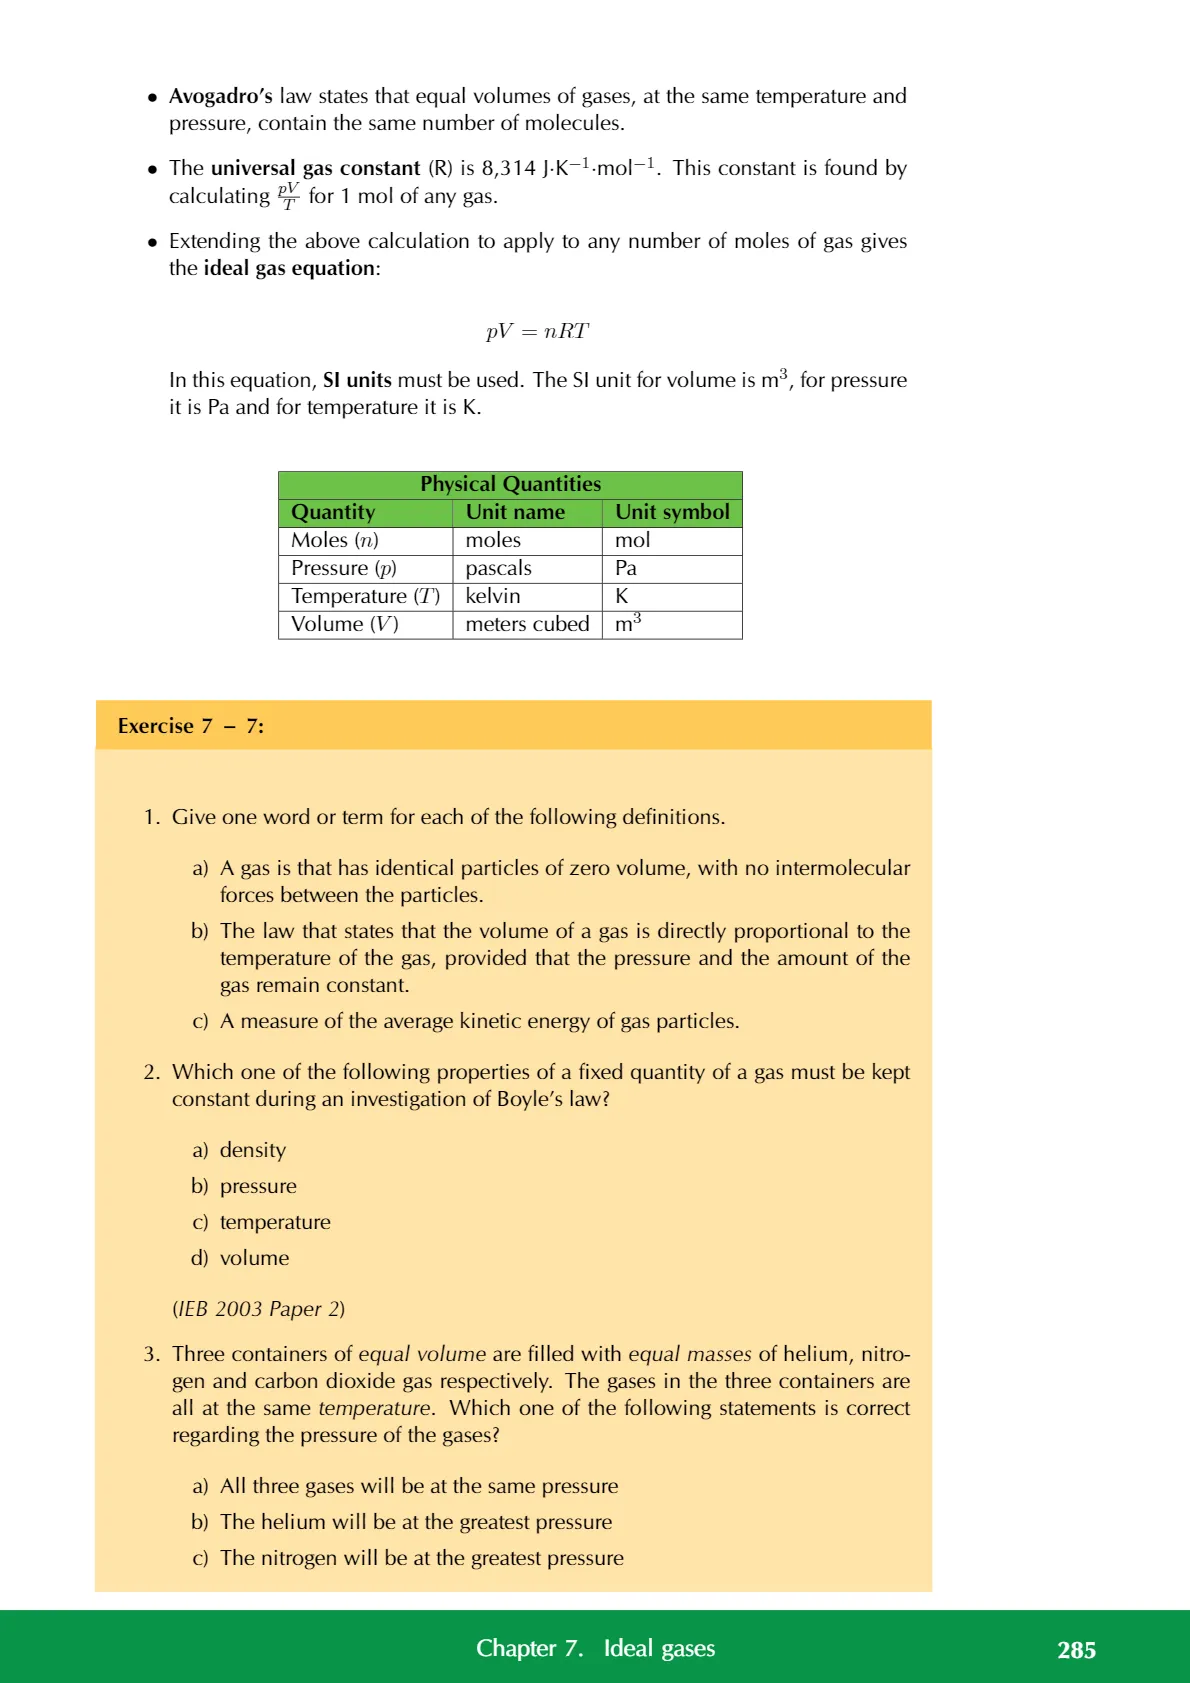 • Avogadro's law states that equal volumes of gases, at the same temperature and
pressure, contain the same number of molecules.
• The universal gas constant (R) is 8,314 J·K⁻¹·mol⁻¹. This constant is found by
calculating pV/T for 1 mol of any gas.
• Extending the above calculation to apply to any number of moles of gas gives
the ideal gas equation:
pV = nRT
In this equation, SI units must be used. The SI unit for volume is m³, for pressure
it is Pa and for temperature it is K.
Physical Quantities
Quantity Unit name Unit symbol
Moles (n) moles mol
Pressure (p) pascals Pa
Temperature (T) kelvin K
Volume (V) meters cubed m³
Exercise 7 – 7:
1. Give one word or term for each of the following definitions.
a) A gas is that has identical particles of zero volume, with no intermolecular
forces between the particles.
b) The law that states that the volume of a gas is directly proportional to the
temperature of the gas, provided that the pressure and the amount of the
gas remain constant.
c) A measure of the average kinetic energy of gas particles.
2. Which one of the following properties of a fixed quantity of a gas must be kept
constant during an investigation of Boyle's law?
a) density
b) pressure
c) temperature
d) volume
(IEB 2003 Paper 2)
3. Three containers of equal volume are filled with equal masses of helium, nitro-
gen and carbon dioxide gas respectively. The gases in the three containers are
all at the same temperature. Which one of the following statements is correct
regarding the pressure of the gases?
a) All three gases will be at the same pressure
b) The helium will be at the greatest pressure
c) The nitrogen will be at the greatest pressure
Chapter 7. Ideal gases 285